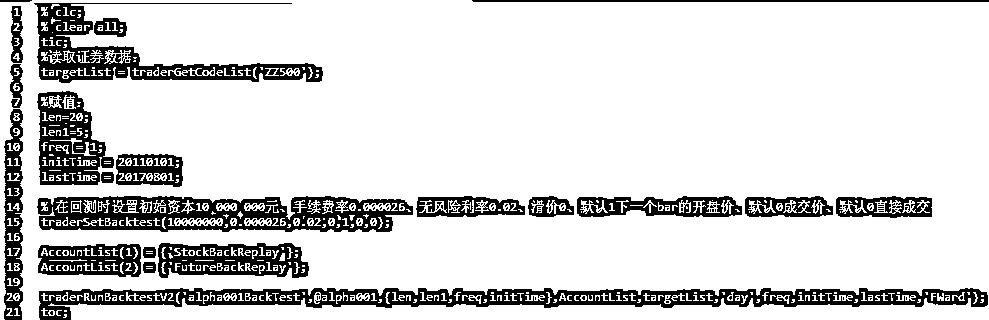 1 % clc;
2 % clear all;
3 tic;
4 %读取证券数据：
5 targetList = traderGetCodeList('ZZ500');
6
7 %赋值：
8 len=20;
9 len1=5;
10 freq = 1;
11 initTime = 20110101;
12 lastTime = 20170801;
13
14 % 在回测时设置初始资本10 000 000元、手续费率0.000026、无风险利率0.02、滑价0、默认1下一个bar的开盘价、默认0成交价、默认0直接成交
15 traderSetBacktest(10000000,0.000026,0.02,0,1,0,0);
16
17 AccountList(1) = {'StockBackReplay'};
18 AccountList(2) = {'FutureBackReplay'};
19
20 traderRunBacktestV2('alpha001BackTest',@alpha001,{len,len1,freq,initTime},AccountList,targetList,'day',freq,initTime,lastTime,'FWard');
21 toc;